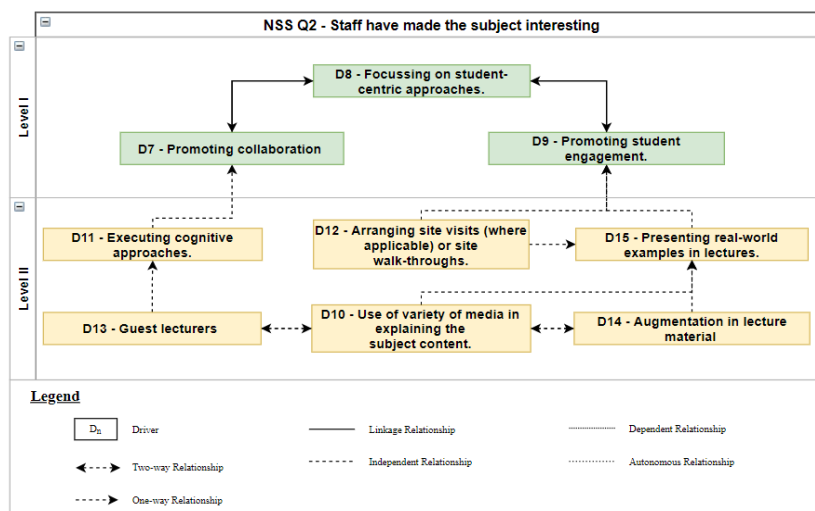 NSS Q2 - Staff have made the subject interesting
Level I
D8 - Focussing on student-
centric approaches.
D7 - Promoting collaboration
D9 - Promoting student
engagement.
Level II
D11 - Executing cognitive
approaches.
D12 - Arranging site visits (where
applicable) or site
walk-throughs.
D15 - Presenting real-world
examples in lectures.
D13 - Guest lecturers
D10 - Use of variety of media in
explaining the
subject content.
D14 - Augmentation in lecture
material
Legend
Dn
Driver
Linkage Relationship
Dependent Relationship
Two-way Relationship
Independent Relationship
Autonomous Relationship
One-way Relationship